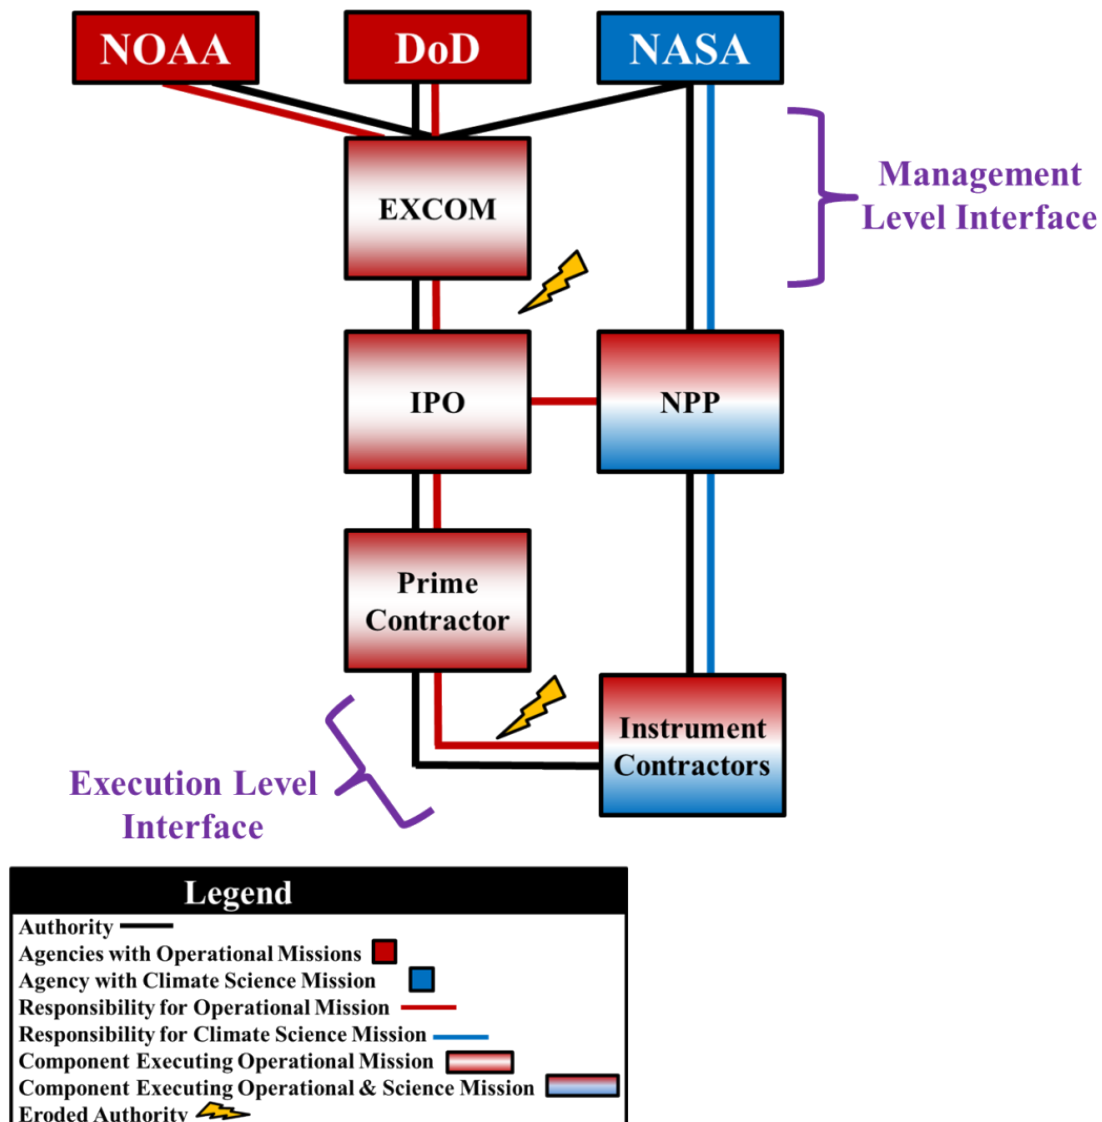 NOAA
DoD
NASA
EXCOM
Management
Level Interface
IPO
NPP
Prime
Contractor
Instrument
Contractors
Execution Level
Interface
Legend
Authority
Agencies with Operational Missions
Agency with Climate Science Mission
Responsibility for Operational Mission
Responsibility for Climate Science Mission
Component Executing Operational Mission
Component Executing Operational & Science Mission
Eroded Authority